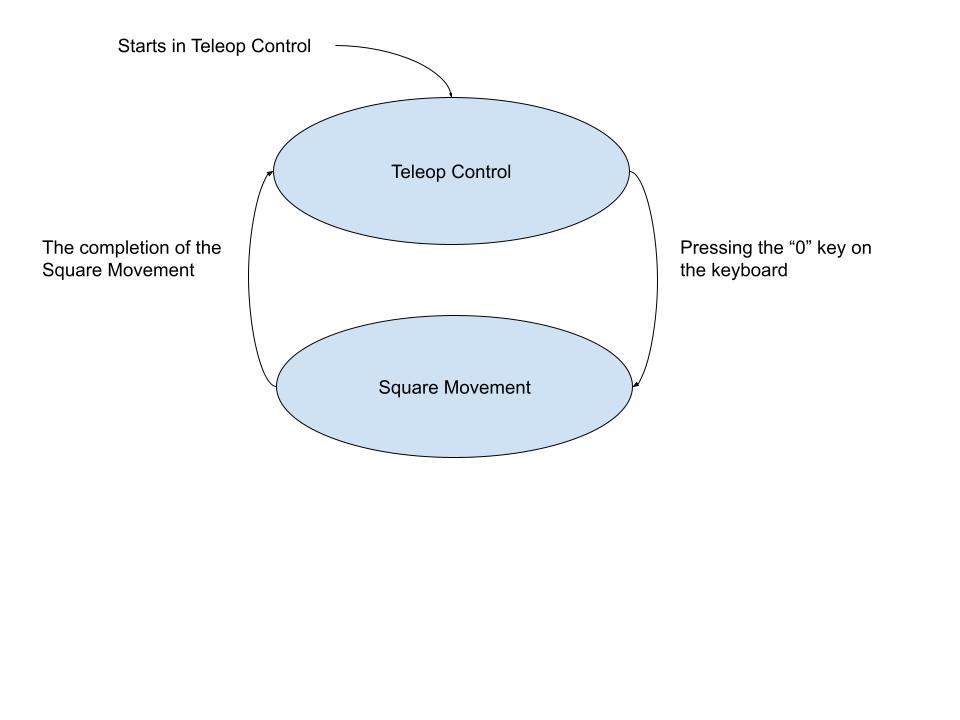 Starts in Teleop Control
Teleop Control
The completion of the
Square Movement
Pressing the “0” key on
the keyboard
Square Movement